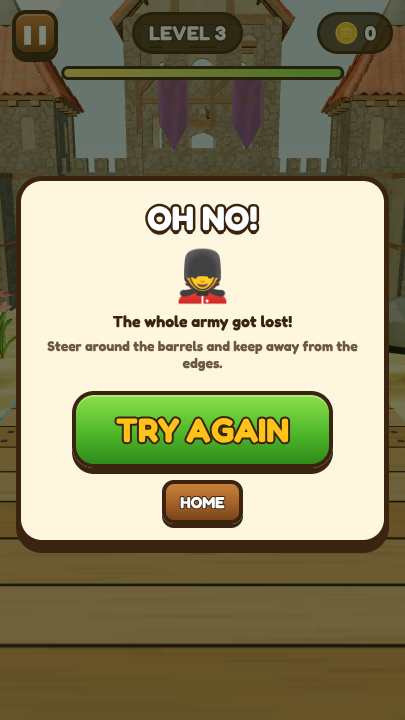 LEVEL 3
0
OH NO!
The whole army got lost!
Steer around the barrels and keep away from the
edges.
TRY AGAIN
HOME